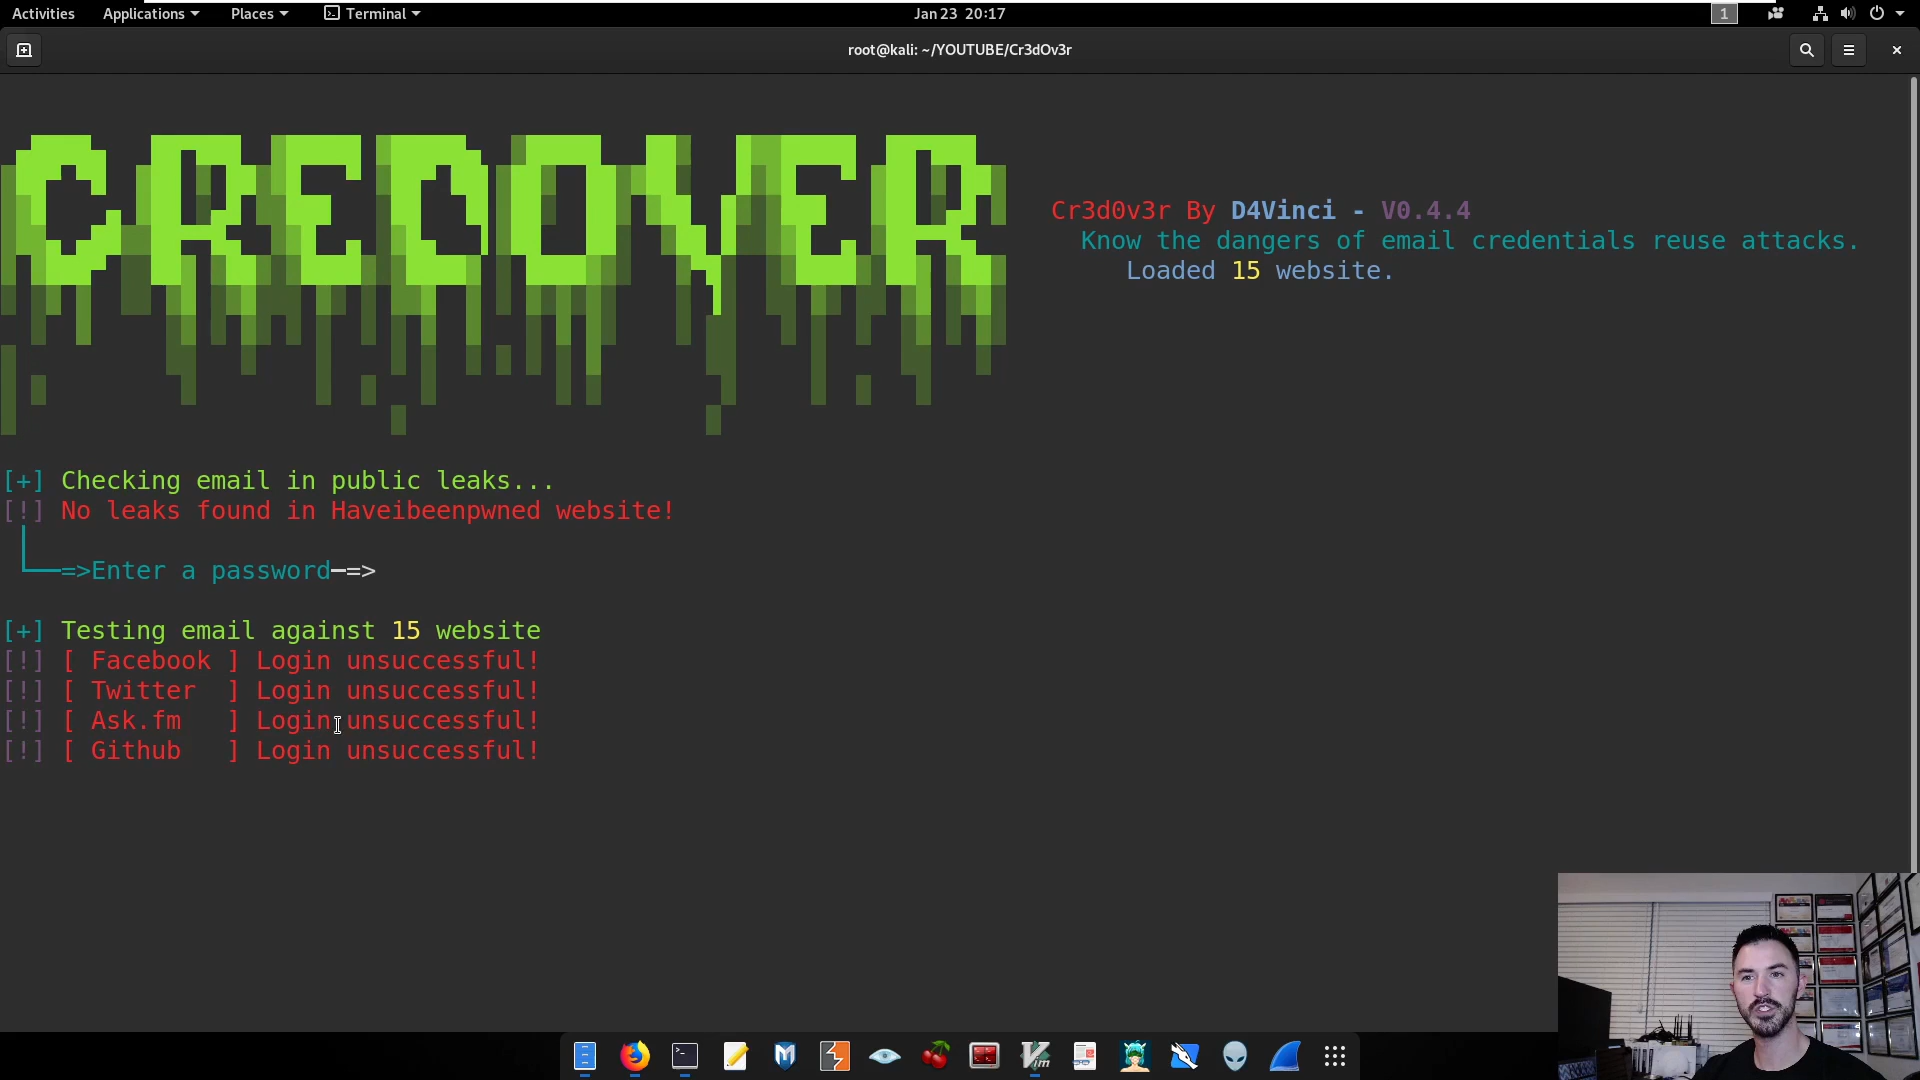 Activities Applications Places Terminal Jan 23 20:17 1
root@kali: ~/YOUTUBE/Cr3dOv3r
CREDOVER
Cr3d0v3r By D4Vinci - V0.4.4
Know the dangers of email credentials reuse attacks.
Loaded 15 website.
[+] Checking email in public leaks...
[!] No leaks found in Haveibeenpwned website!
└──=>Enter a password─=>
[+] Testing email against 15 website
[!] [ Facebook ] Login unsuccessful!
[!] [ Twitter ] Login unsuccessful!
[!] [ Ask.fm ] Login unsuccessful!
[!] [ Github ] Login unsuccessful!
Vim